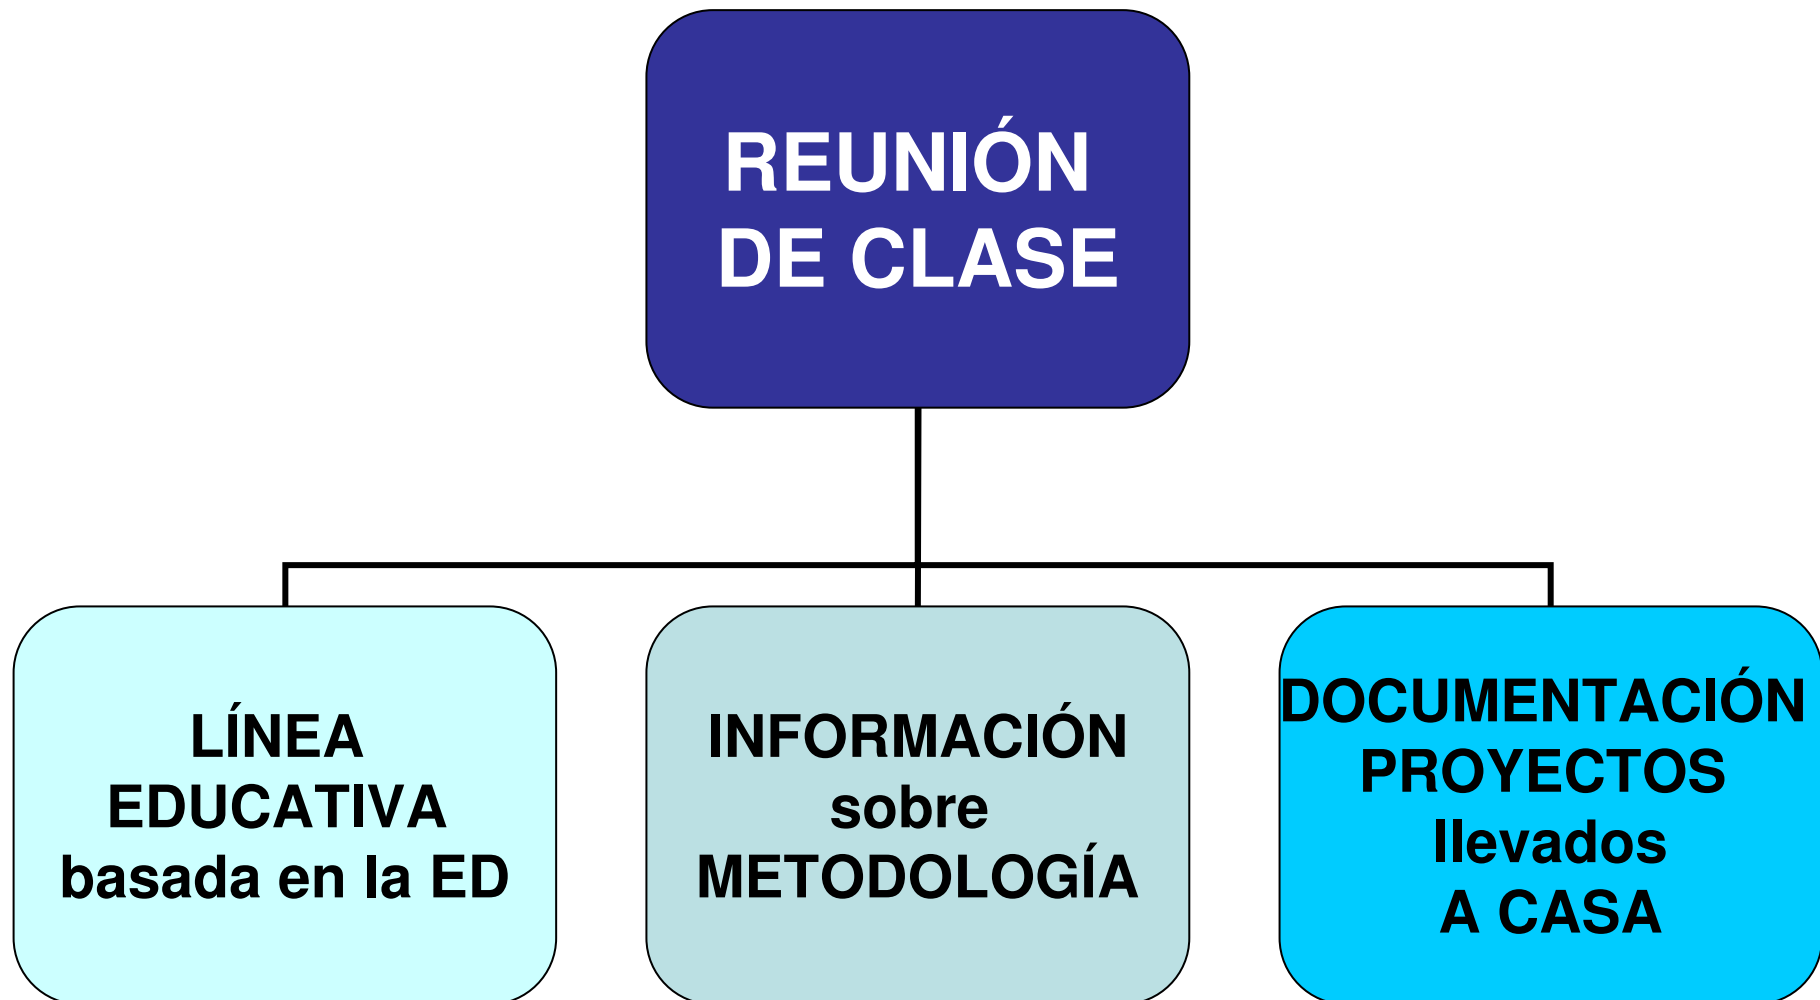 REUNIÓN
DE CLASE
LÍNEA
EDUCATIVA
basada en la ED
INFORMACIÓN
sobre
METODOLOGÍA
DOCUMENTACIÓN
PROYECTOS
llevados
A CASA